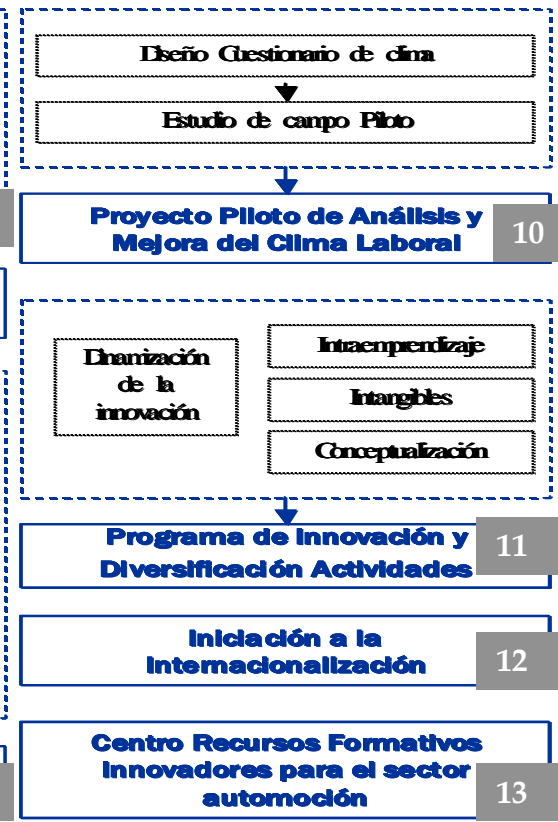 Diseño Cuestionario de clima
Estudio de campo Piloto
Proyecto Piloto de Análisis y
Mejora del Clima Laboral
10
Dinamización
de la
innovación
Intraemprendizaje
Intangibles
Conceptualización
Programa de Innovación y
Diversificación Actividades
11
Iniciación a la
Internacionalización
12
Centro Recursos Formativos
Innovadores para el sector
automoción
13